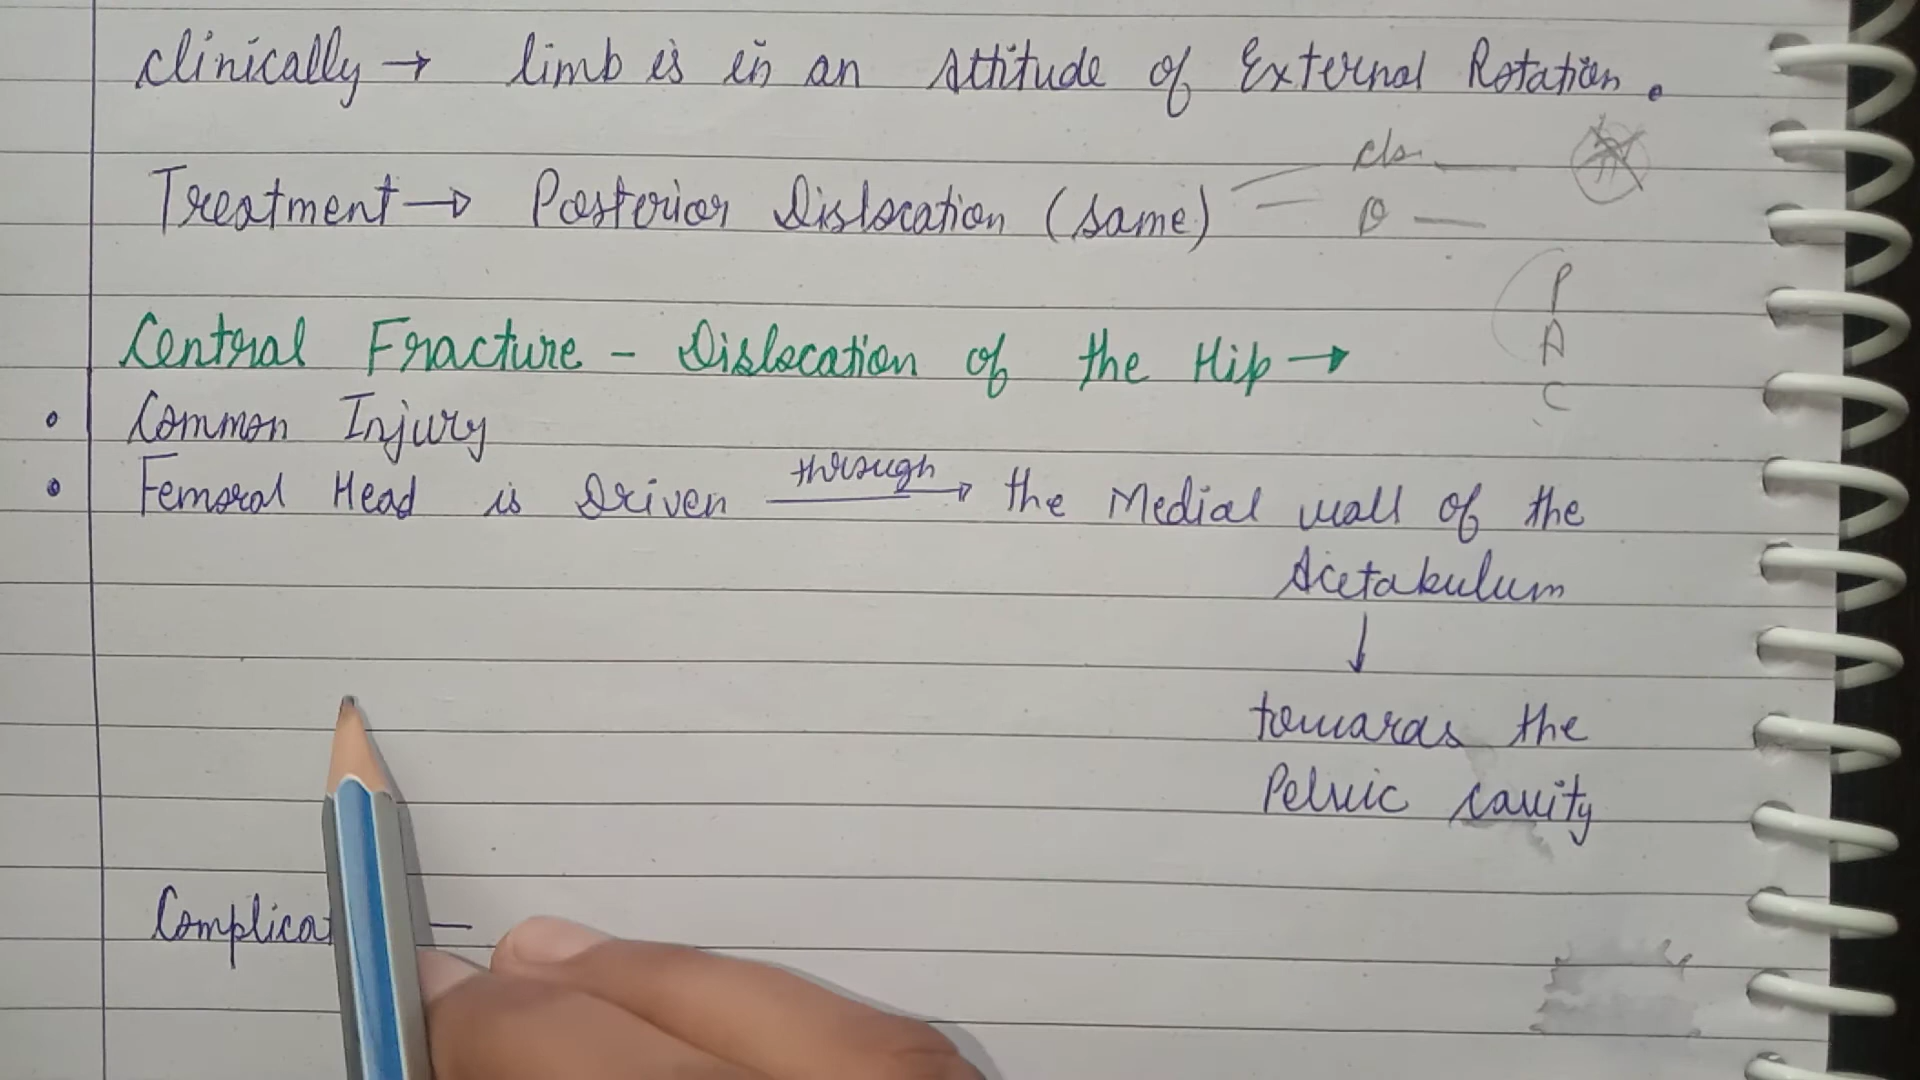 Clinically → limb is in an Attitude of External Rotation.
Treatment → Posterior Dislocation (same)
P
A
C
Central Fracture - Dislocation of the Hip →
• Common Injury
• Femoral Head is Driven through → the Medial wall of the
Acetabulum
↓
towards the
Pelvic cavity